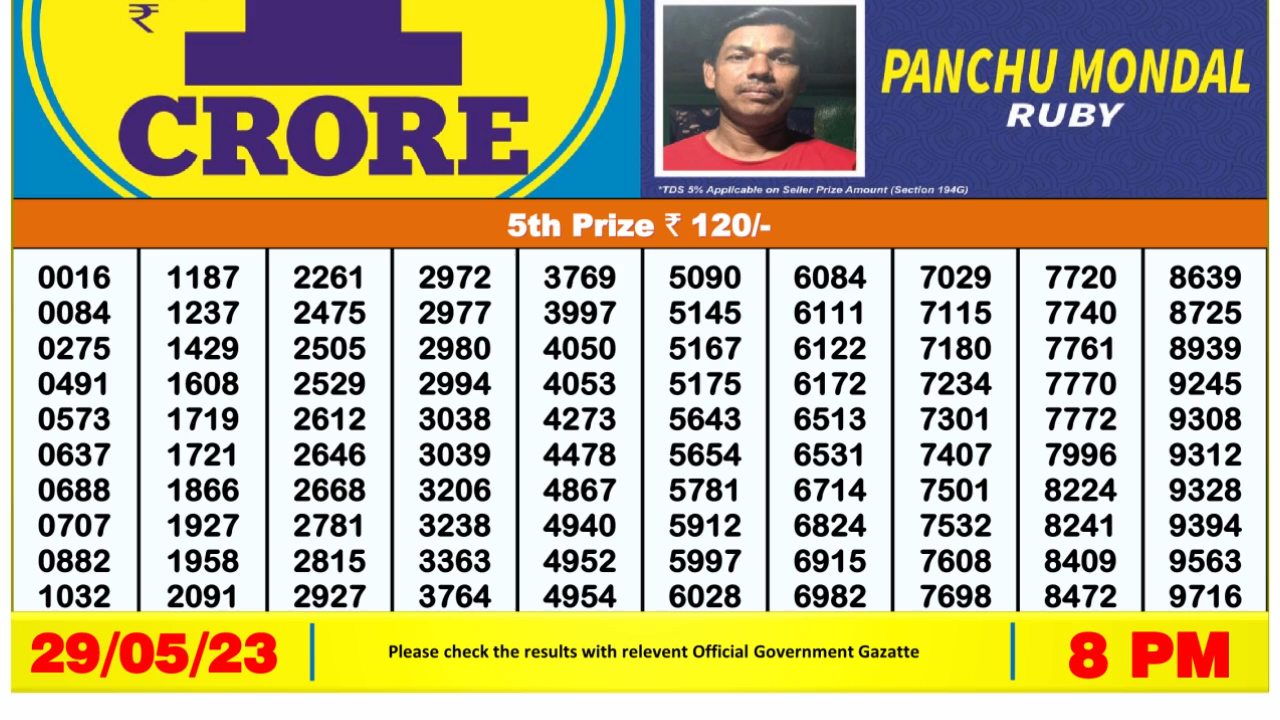 ₹
1
CRORE
PANCHU MONDAL
RUBY
*TDS 5% Applicable on Seller Prize Amount (Section 194G)
5th Prize ₹ 120/-
0016 1187 2261 2972 3769 5090 6084 7029 7720 8639
0084 1237 2475 2977 3997 5145 6111 7115 7740 8725
0275 1429 2505 2980 4050 5167 6122 7180 7761 8939
0491 1608 2529 2994 4053 5175 6172 7234 7770 9245
0573 1719 2612 3038 4273 5643 6513 7301 7772 9308
0637 1721 2646 3039 4478 5654 6531 7407 7996 9312
0688 1866 2668 3206 4867 5781 6714 7501 8224 9328
0707 1927 2781 3238 4940 5912 6824 7532 8241 9394
0882 1958 2815 3363 4952 5997 6915 7608 8409 9563
1032 2091 2927 3764 4954 6028 6982 7698 8472 9716
29/05/23
Please check the results with relevent Official Government Gazatte
8 PM